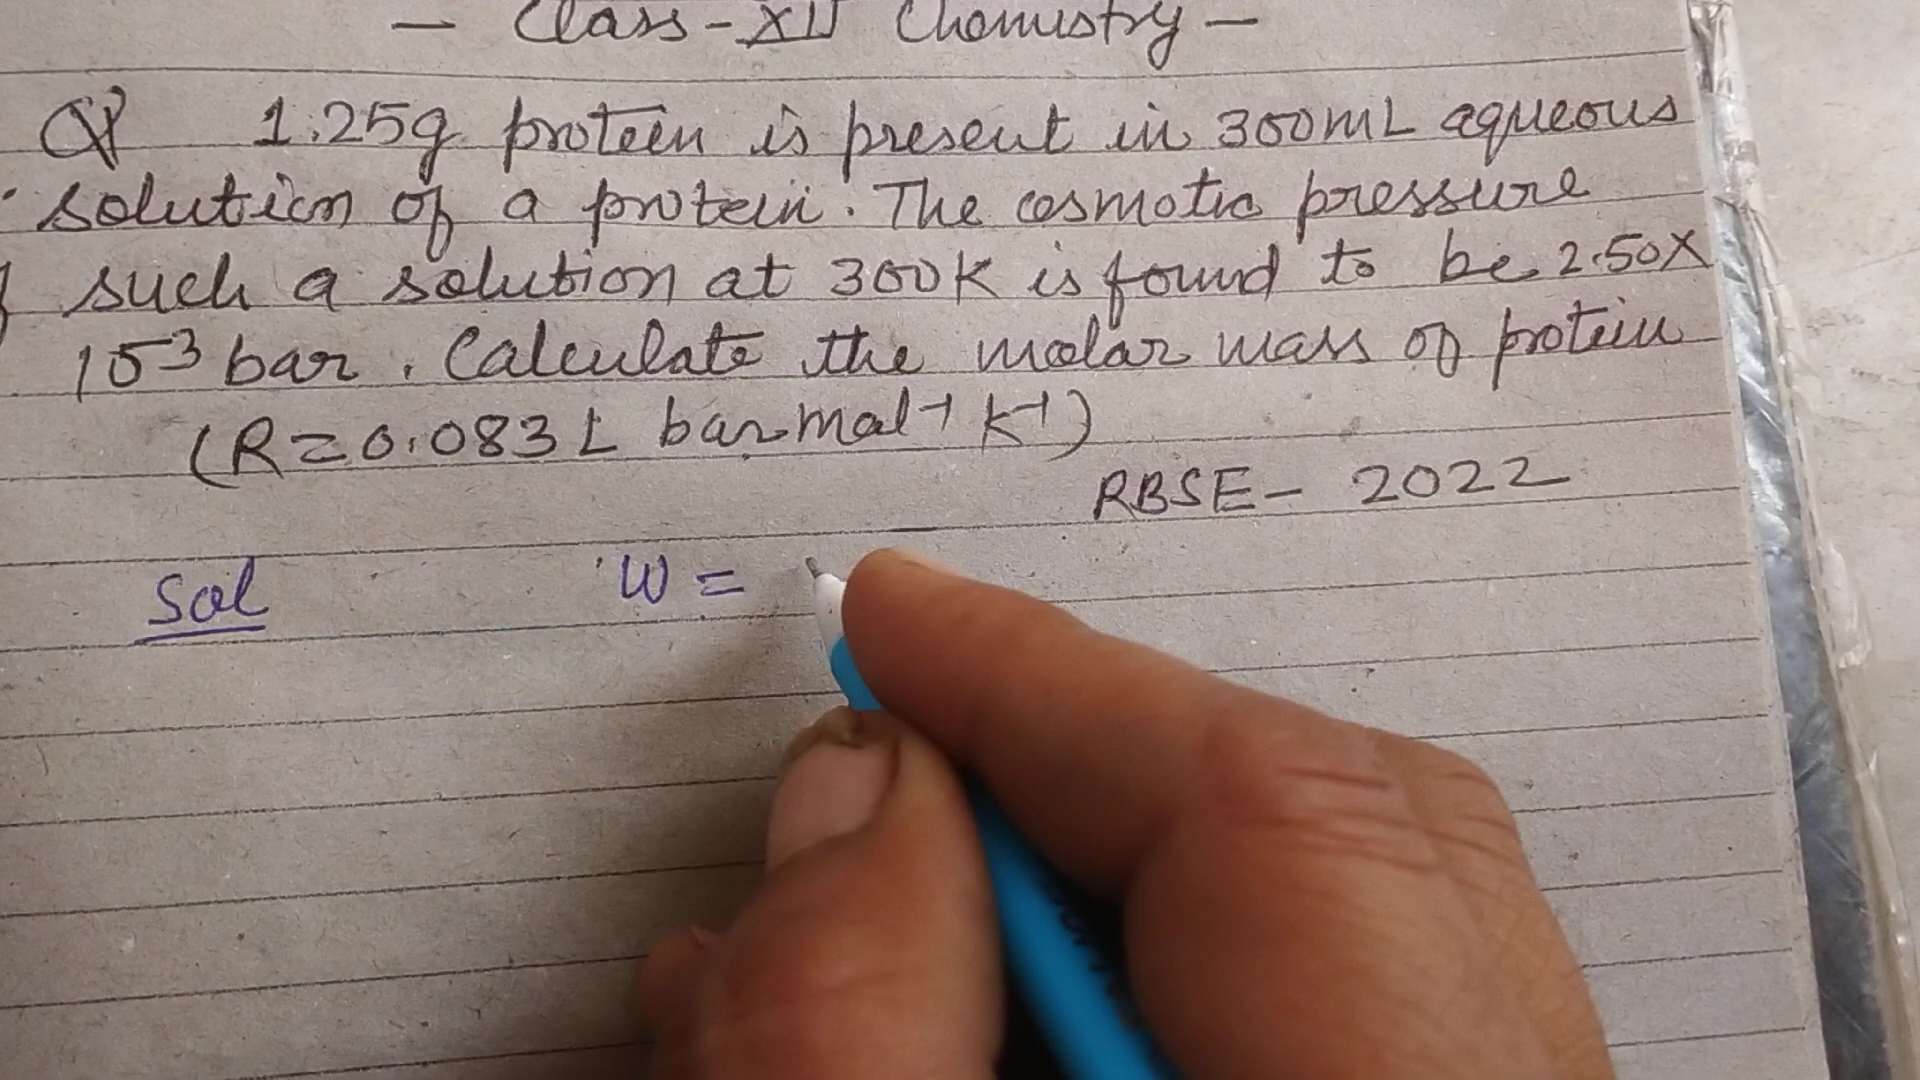 — Class-XII Chemistry —
Q 1.25g protein is present in 300mL aqueous
solution of a protein. The osmotic pressure
of such a solution at 300K is found to be 2.50X
10⁻³ bar. Calculate the molar mass of protein
(R=0.083 L bar mol⁻¹ K⁻¹)
RBSE- 2022
Sol W =